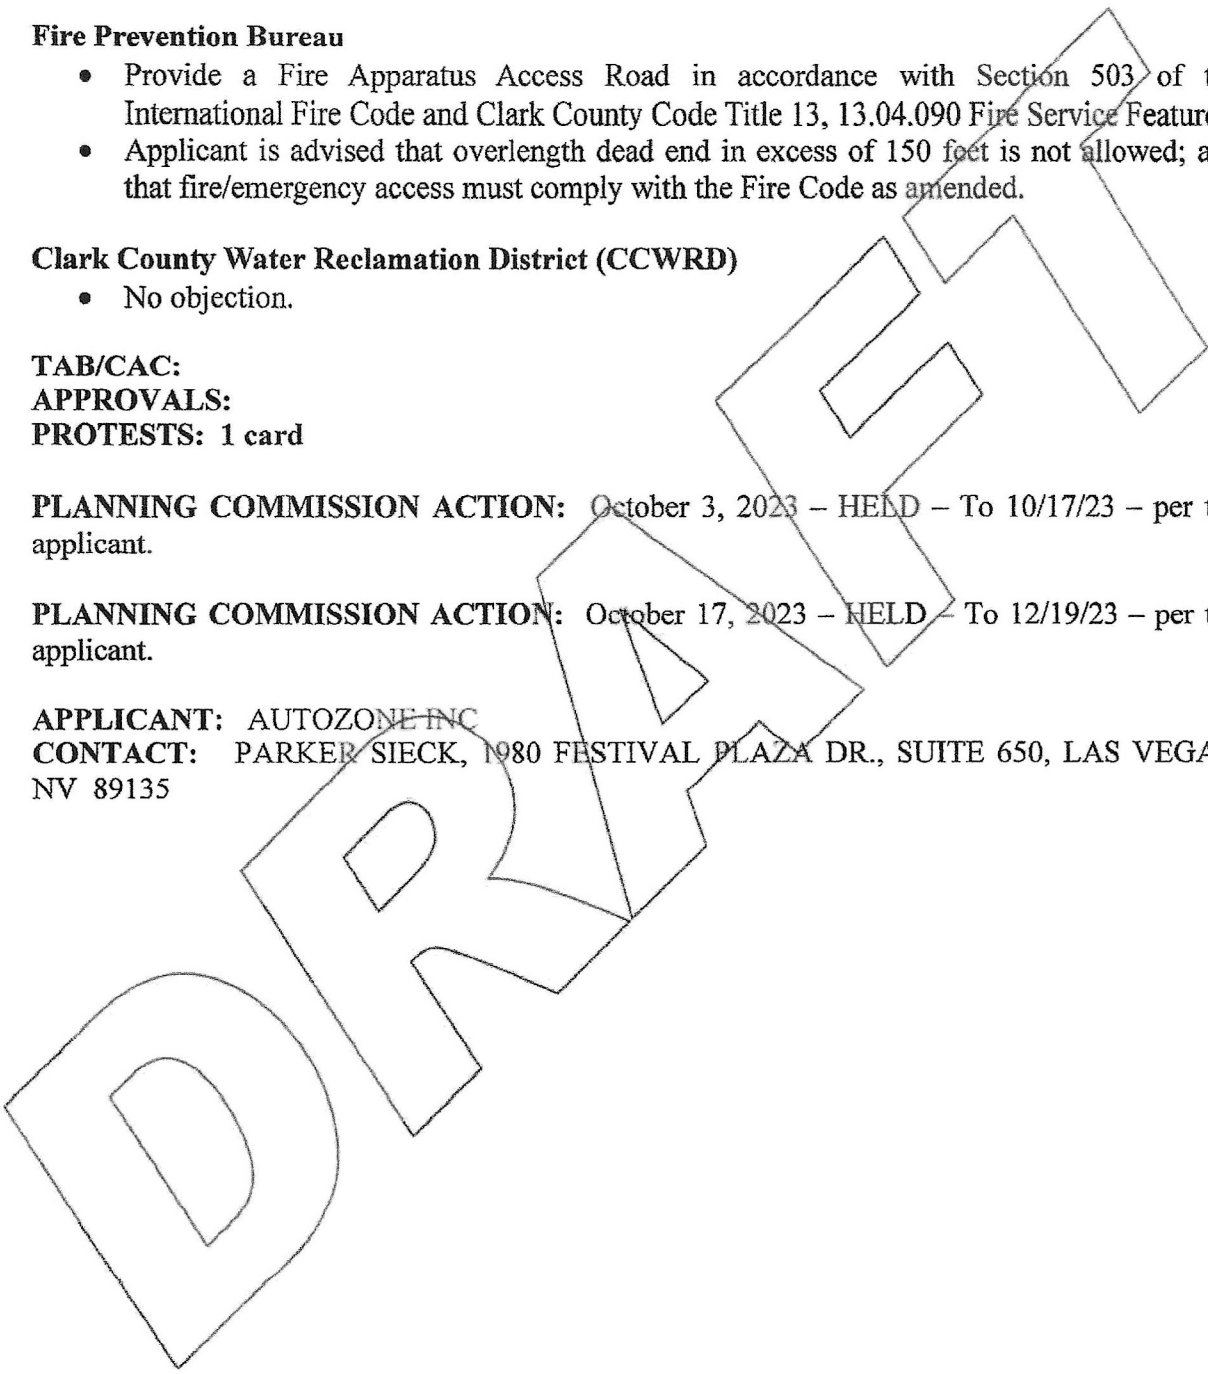 Fire Prevention Bureau
• Provide a Fire Apparatus Access Road in accordance with Section 503 of
International Fire Code and Clark County Code Title 13, 13.04.090 Fire Service
• Applicant is advised that overlength dead end in excess of 150 feet is not allowed;
that fire/emergency access must comply with the Fire Code as amended.
Clark County Water Reclamation District (CCWRD)
• No objection.
TAB/CAC:
APPROVALS:
PROTESTS: 1 card
PLANNING COMMISSION ACTION: October 3, 2023 – HELD – To 10/17/23 – per
applicant.
PLANNING COMMISSION ACTION: October 17, 2023 – HELD – To 12/19/23 – per
applicant.
APPLICANT: AUTOZONE INC
CONTACT: PARKER SIECK, 1980 FESTIVAL PLAZA DR., SUITE 650, LAS
NV 89135
DRAFT